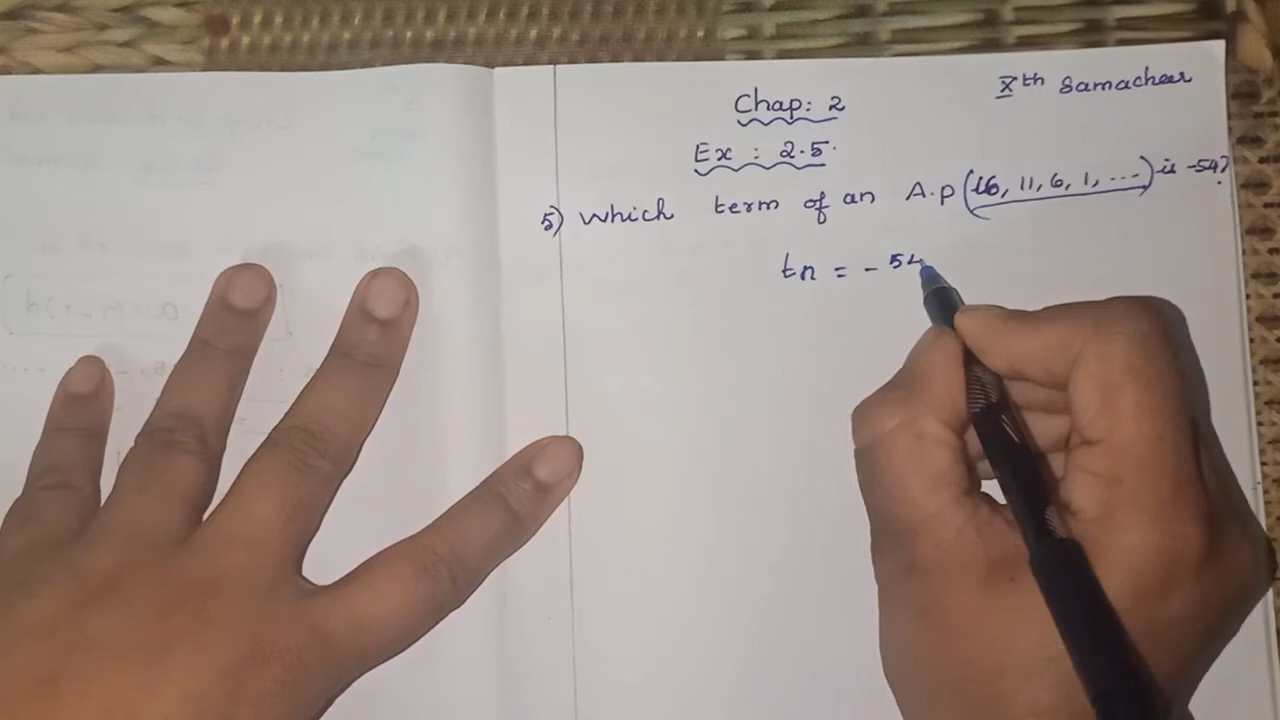 Xth Samacheer
Chap: 2
Ex : 2.5.
5) Which term of an A.p (16, 11, 6, 1, ...) is -54?
tn = - 54